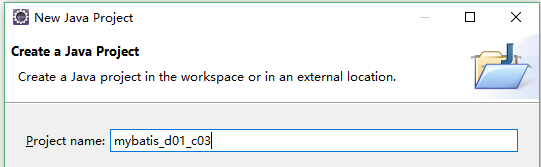 New Java Project
Create a Java Project
Create a Java project in the workspace or in an external location.
Project name: mybatis_d01_c03